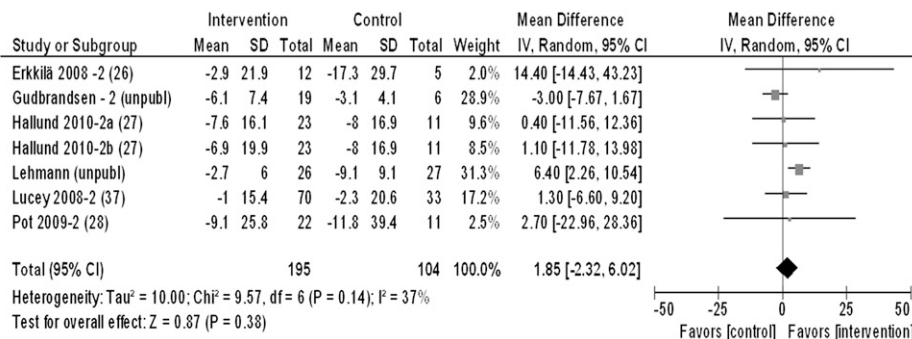 Intervention Control Mean Difference Mean Difference
Study or Subgroup Mean SD Total Mean SD Total Weight IV, Random, 95% CI IV, Random, 95% CI
Erkkilä 2008 -2 (26) -2.9 21.9 12 -17.3 29.7 5 2.0% 14.40 [-14.43, 43.23]
Gudbrandsen - 2 (unpubl) -6.1 7.4 19 -3.1 4.1 6 28.9% -3.00 [-7.67, 1.67]
Hallund 2010-2a (27) -7.6 16.1 23 -8 16.9 11 9.6% 0.40 [-11.56, 12.36]
Hallund 2010-2b (27) -6.9 19.9 23 -8 16.9 11 8.5% 1.10 [-11.78, 13.98]
Lehmann (unpubl) -2.7 6 26 -9.1 9.1 27 31.3% 6.40 [2.26, 10.54]
Lucey 2008-2 (37) -1 15.4 70 -2.3 20.6 33 17.2% 1.30 [-6.60, 9.20]
Pot 2009-2 (28) -9.1 25.8 22 -11.8 39.4 11 2.5% 2.70 [-22.96, 28.36]
Total (95% CI) 195 104 100.0% 1.85 [-2.32, 6.02]
Heterogeneity: Tau² = 10.00; Chi² = 9.57, df = 6 (P = 0.14); I² = 37%
Test for overall effect: Z = 0.87 (P = 0.38)
-50 -25 0 25 50
Favors [control] Favors [intervention]